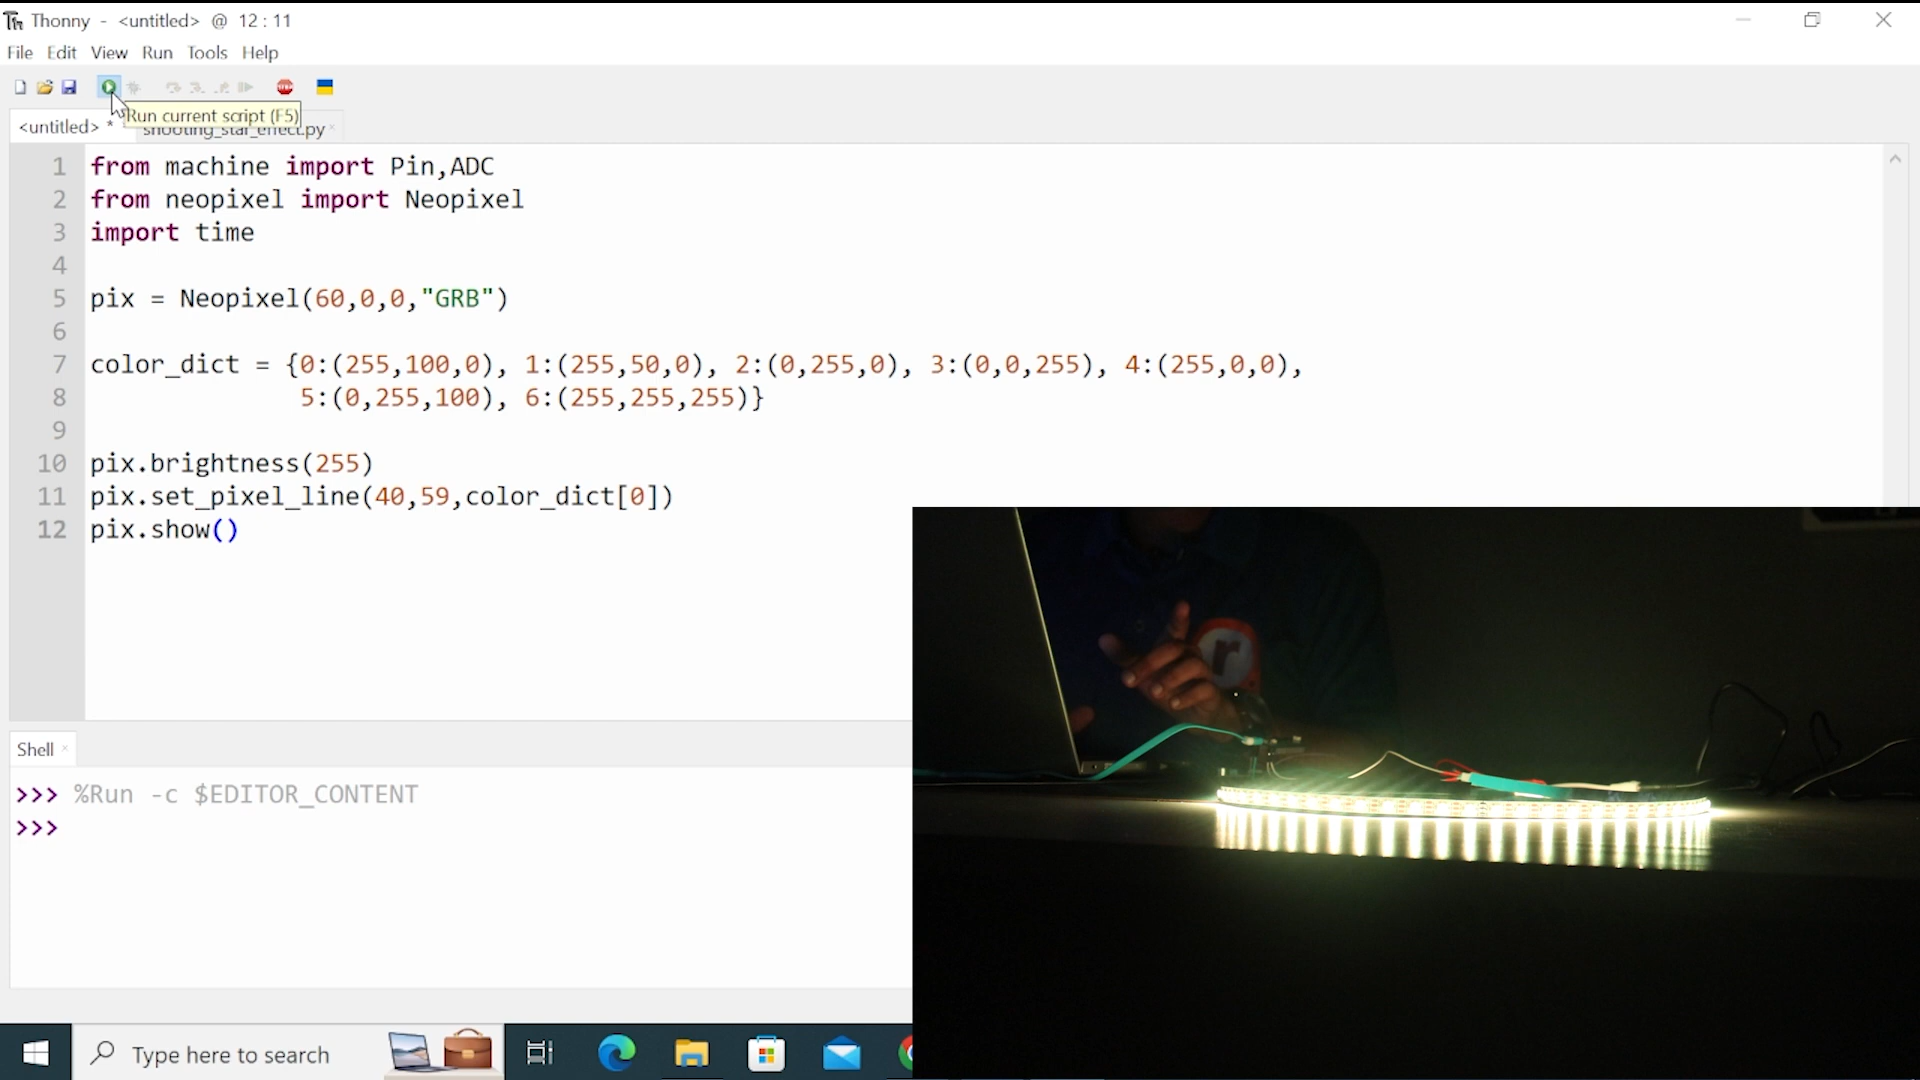 Thonny - <untitled> @ 12 : 11
File Edit View Run Tools Help
Run current script (F5)
<untitled> * shooting_star_effect.py
1 from machine import Pin,ADC
2 from neopixel import Neopixel
3 import time
4
5 pix = Neopixel(60,0,0,"GRB")
6
7 color_dict = {0:(255,100,0), 1:(255,50,0), 2:(0,255,0), 3:(0,0,255), 4:(255,0,0),
8 5:(0,255,100), 6:(255,255,255)}
9
10 pix.brightness(255)
11 pix.set_pixel_line(40,59,color_dict[0])
12 pix.show()
r
Shell
>>> %Run -c $EDITOR_CONTENT
>>>
Type here to search